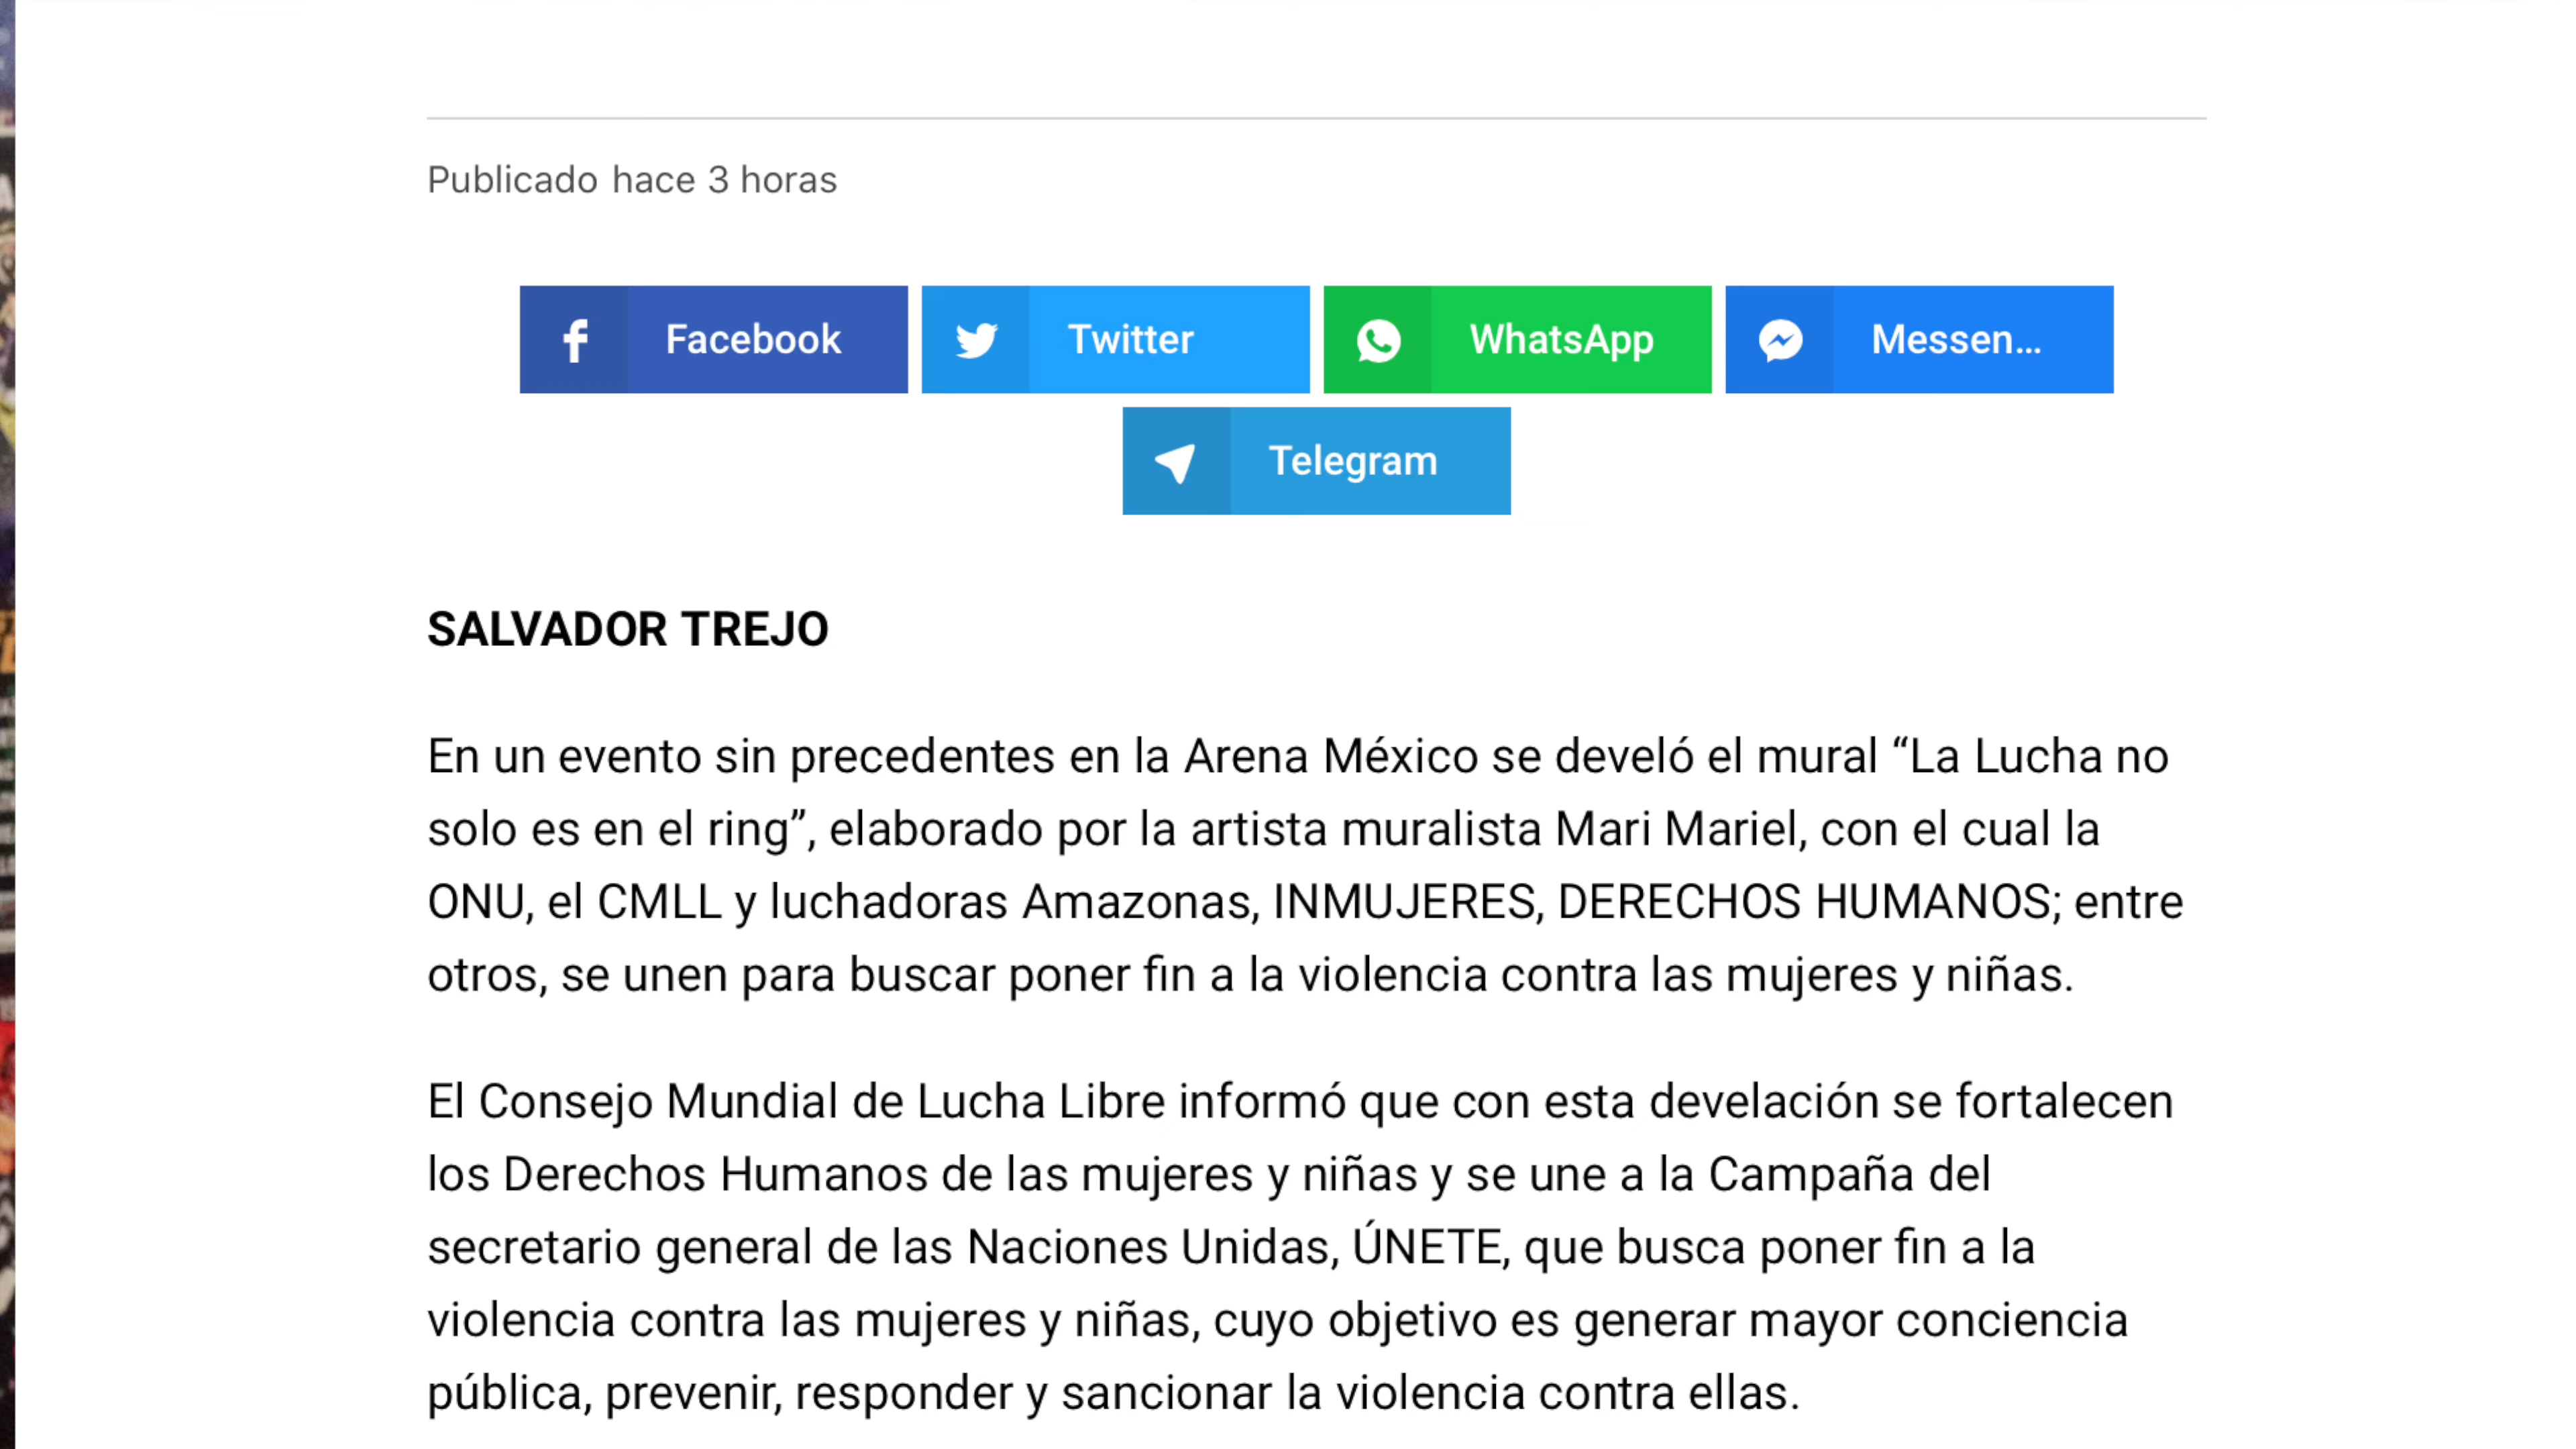 Publicado hace 3 horas
Facebook
Twitter
WhatsApp
Messen...
Telegram
SALVADOR TREJO
En un evento sin precedentes en la Arena México se develó el mural “La Lucha no
solo es en el ring”, elaborado por la artista muralista Mari Mariel, con el cual la
ONU, el CMLL y luchadoras Amazonas, INMUJERES, DERECHOS HUMANOS; entre
otros, se unen para buscar poner fin a la violencia contra las mujeres y niñas.
El Consejo Mundial de Lucha Libre informó que con esta develación se fortalecen
los Derechos Humanos de las mujeres y niñas y se une a la Campaña del
secretario general de las Naciones Unidas, ÚNETE, que busca poner fin a la
violencia contra las mujeres y niñas, cuyo objetivo es generar mayor conciencia
pública, prevenir, responder y sancionar la violencia contra ellas.